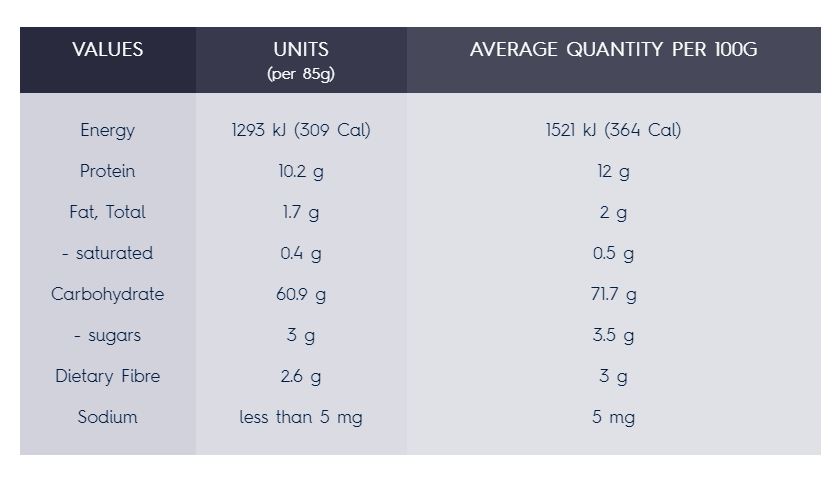 VALUES UNITS AVERAGE QUANTITY PER 100G
(per 85g)
Energy 1293 kJ (309 Cal) 1521 kJ (364 Cal)
Protein 10.2 g 12 g
Fat, Total 1.7 g 2 g
- saturated 0.4 g 0.5 g
Carbohydrate 60.9 g 71.7 g
- sugars 3 g 3.5 g
Dietary Fibre 2.6 g 3 g
Sodium less than 5 mg 5 mg